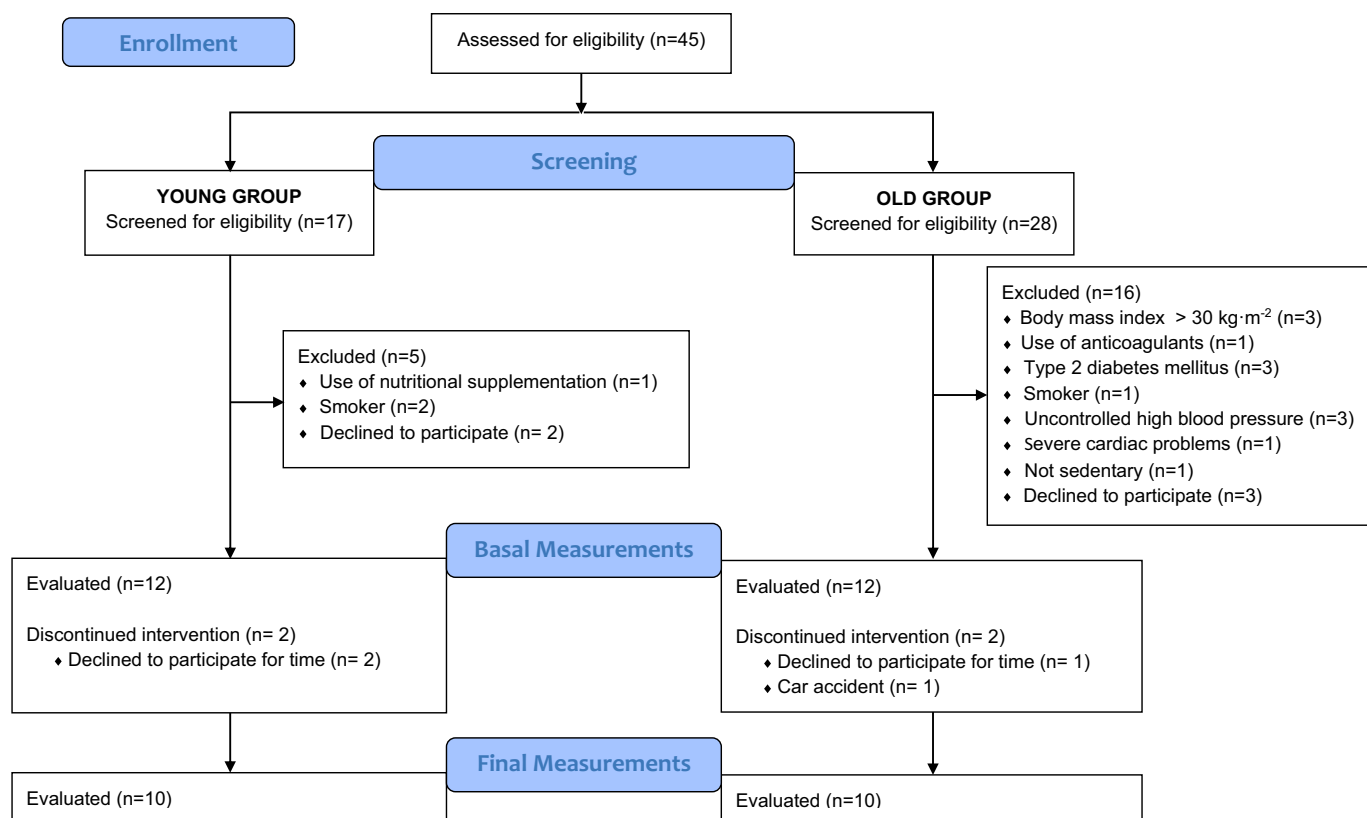 Enrollment
Assessed for eligibility (n=45)
Screening
YOUNG GROUP
Screened for eligibility (n=17)
OLD GROUP
Screened for eligibility (n=28)
Excluded (n=5)
♦ Use of nutritional supplementation (n=1)
♦ Smoker (n=2)
♦ Declined to participate (n= 2)
Excluded (n=16)
♦ Body mass index > 30 kg·m⁻² (n=3)
♦ Use of anticoagulants (n=1)
♦ Type 2 diabetes mellitus (n=3)
♦ Smoker (n=1)
♦ Uncontrolled high blood pressure (n=3)
♦ Severe cardiac problems (n=1)
♦ Not sedentary (n=1)
♦ Declined to participate (n=3)
Basal Measurements
Evaluated (n=12)
Discontinued intervention (n= 2)
♦ Declined to participate for time (n= 2)
Evaluated (n=12)
Discontinued intervention (n= 2)
♦ Declined to participate for time (n= 1)
♦ Car accident (n= 1)
Final Measurements
Evaluated (n=10)
Evaluated (n=10)